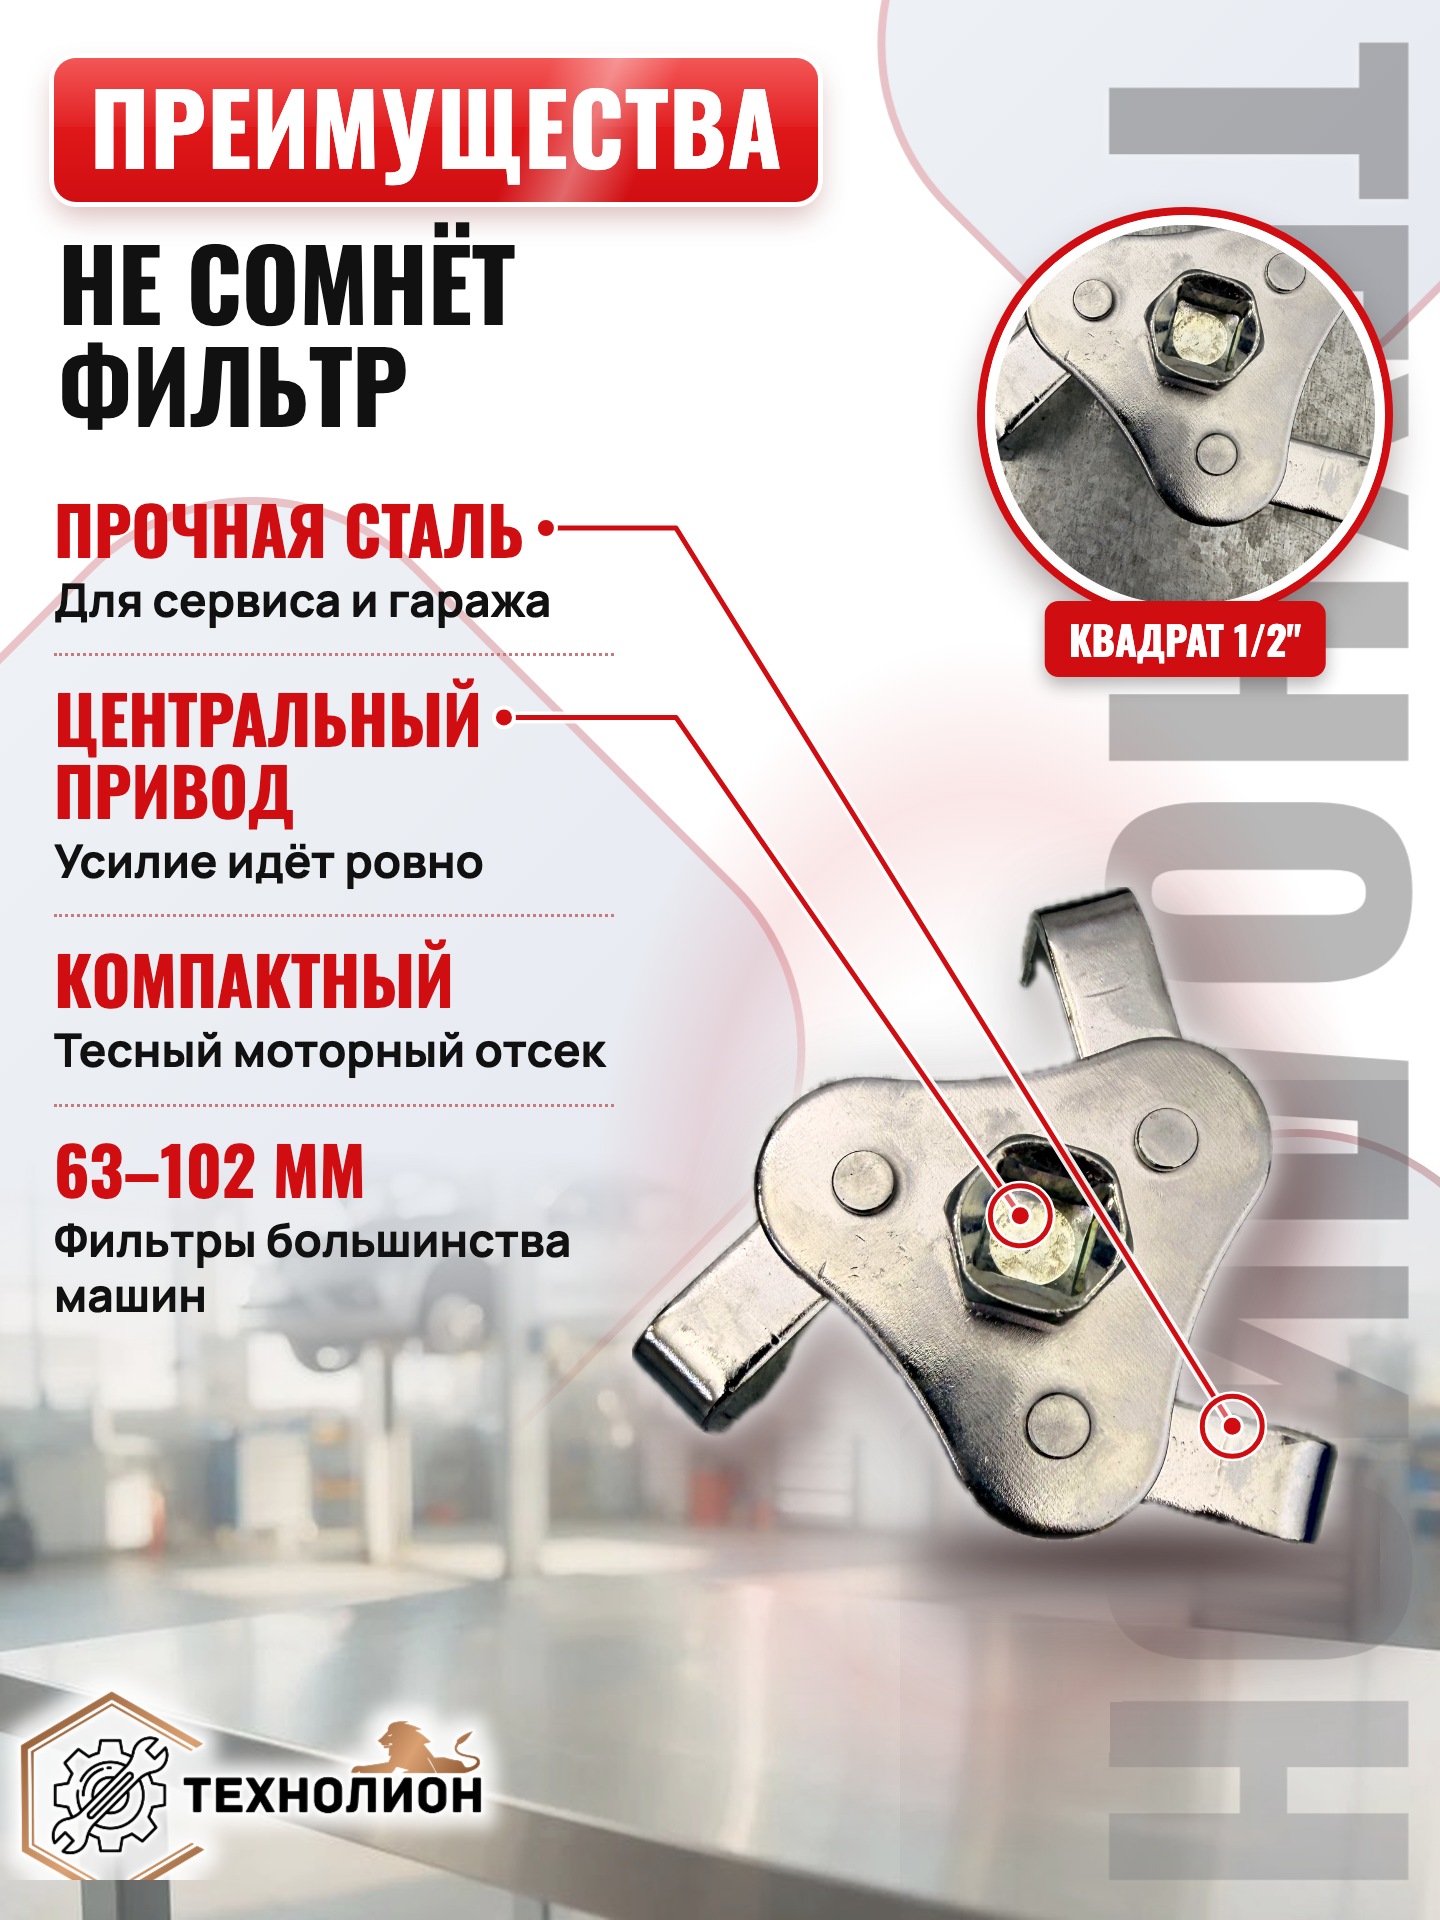 ПРЕИМУЩЕСТВА
НЕ СОМНЁТ
ФИЛЬТР
ПРОЧНАЯ СТАЛЬ
Для сервиса и гаража
ЦЕНТРАЛЬНЫЙ
ПРИВОД
Усилие идёт ровно
КОМПАКТНЫЙ
Тесный моторный отсек
63–102 ММ
Фильтры большинства
машин
КВАДРАТ 1/2"
ТЕХНОЛИОН